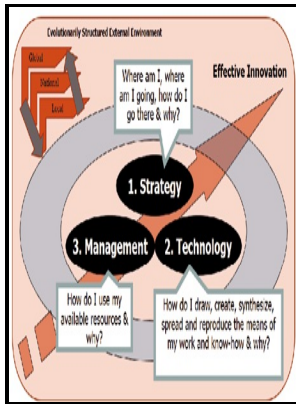 Evolutionarily Structured External Environment
Global
National
Local
Effective Innovation
Where am I, where
am I going, how do I
go there & why?
1. Strategy
3. Management
2. Technology
How do I use my
available resources &
why?
How do I draw, create, synthesize,
spread and reproduce the means of
my work and know-how & why?